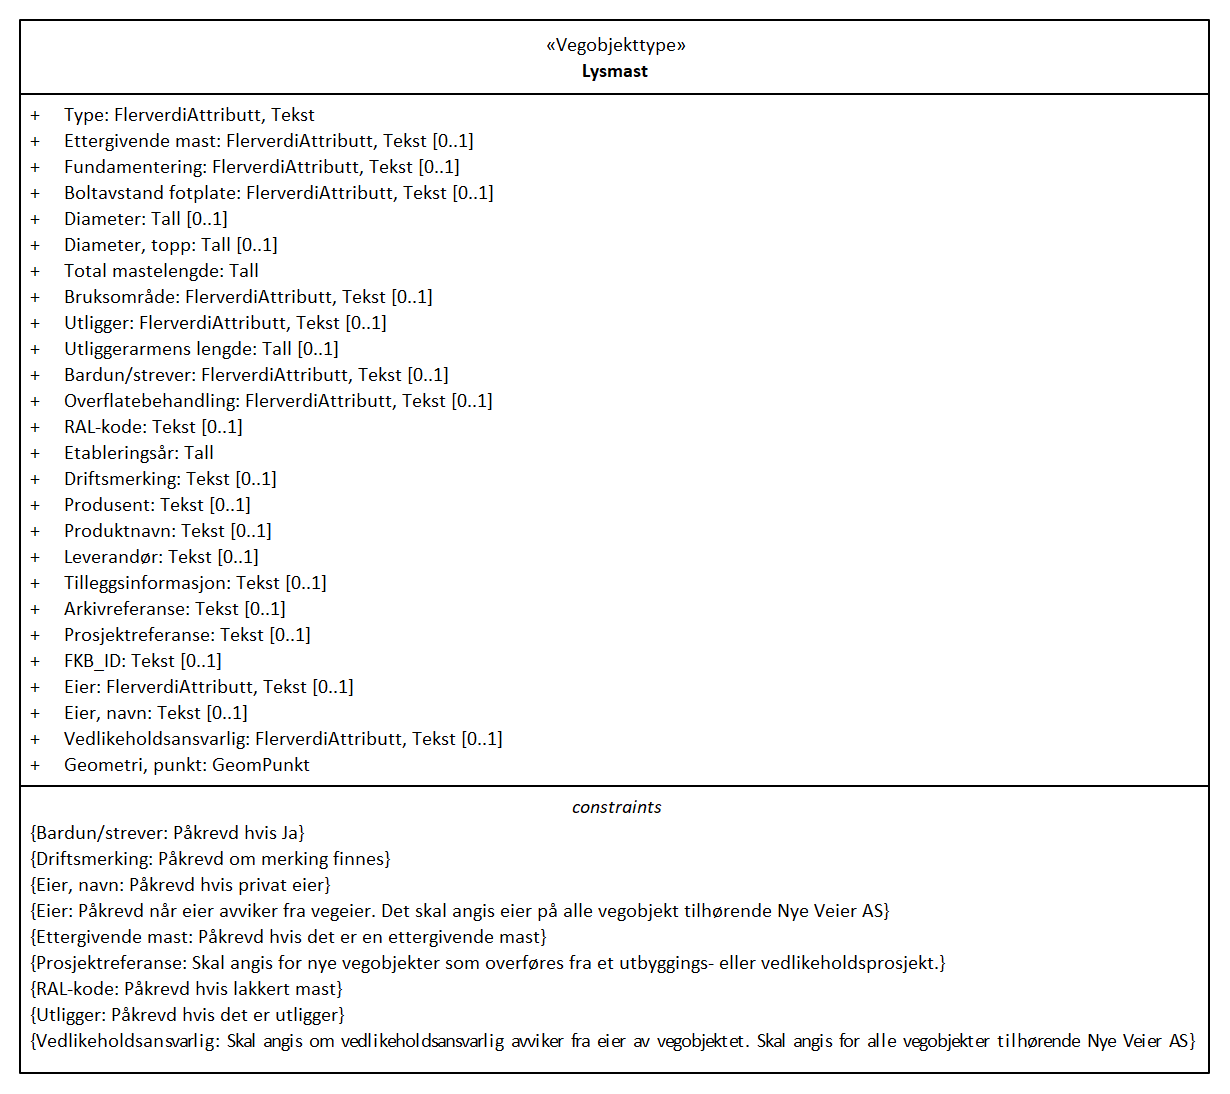 «Vegobjekttype»
Lysmast
+ Type: FlerverdiAttributt, Tekst
+ Ettergivende mast: FlerverdiAttributt, Tekst [0..1]
+ Fundamentering: FlerverdiAttributt, Tekst [0..1]
+ Boltavstand fotplate: FlerverdiAttributt, Tekst [0..1]
+ Diameter: Tall [0..1]
+ Diameter, topp: Tall [0..1]
+ Total mastelengde: Tall
+ Bruksområde: FlerverdiAttributt, Tekst [0..1]
+ Utligger: FlerverdiAttributt, Tekst [0..1]
+ Utliggerarmens lengde: Tall [0..1]
+ Bardun/strever: FlerverdiAttributt, Tekst [0..1]
+ Overflatebehandling: FlerverdiAttributt, Tekst [0..1]
+ RAL-kode: Tekst [0..1]
+ Etableringsår: Tall
+ Driftsmerking: Tekst [0..1]
+ Produsent: Tekst [0..1]
+ Produktnavn: Tekst [0..1]
+ Leverandør: Tekst [0..1]
+ Tilleggsinformasjon: Tekst [0..1]
+ Arkivreferanse: Tekst [0..1]
+ Prosjektreferanse: Tekst [0..1]
+ FKB_ID: Tekst [0..1]
+ Eier: FlerverdiAttributt, Tekst [0..1]
+ Eier, navn: Tekst [0..1]
+ Vedlikeholdsansvarlig: FlerverdiAttributt, Tekst [0..1]
+ Geometri, punkt: GeomPunkt
constraints
{Bardun/strever: Påkrevd hvis Ja}
{Driftsmerking: Påkrevd om merking finnes}
{Eier, navn: Påkrevd hvis privat eier}
{Eier: Påkrevd når eier avviker fra vegeier. Det skal angis eier på alle vegobjekt tilhørende Nye Veier AS}
{Ettergivende mast: Påkrevd hvis det er en ettergivende mast}
{Prosjektreferanse: Skal angis for nye vegobjekter som overføres fra et utbyggings- eller vedlikeholdsprosjekt.}
{RAL-kode: Påkrevd hvis lakkert mast}
{Utligger: Påkrevd hvis det er utligger}
{Vedlikeholdsansvarlig: Skal angis om vedlikeholdsansvarlig avviker fra eier av vegobjektet. Skal angis for alle vegobjekter tilhørende Nye Veier AS}